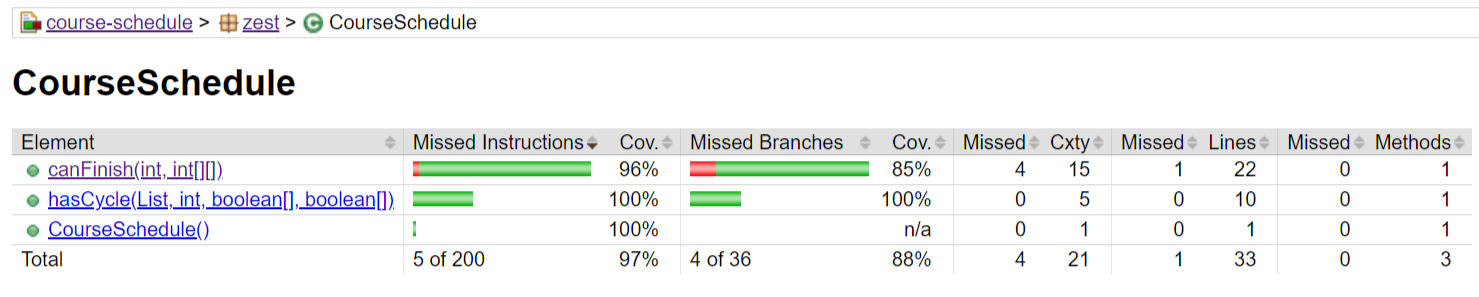 course-schedule > zest > CourseSchedule
CourseSchedule
Element Missed Instructions Cov. Missed Branches Cov. Missed Cxty Missed Lines Missed Methods
canFinish(int, int[][]) 96% 85% 4 15 1 22 0 1
hasCycle(List, int, boolean[], boolean[]) 100% 100% 0 5 0 10 0 1
CourseSchedule() 100% n/a 0 1 0 1 0 1
Total 5 of 200 97% 4 of 36 88% 4 21 1 33 0 3